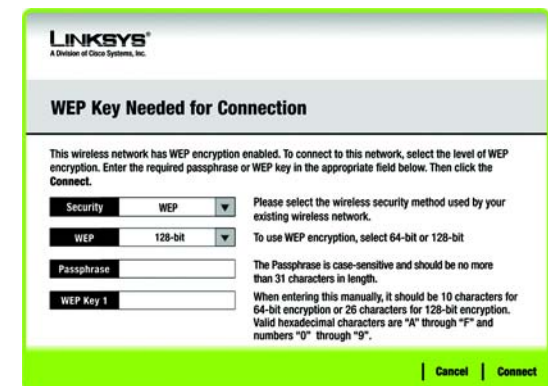 LINKSYS®
A Division of Cisco Systems, Inc.
WEP Key Needed for Connection
This wireless network has WEP encryption enabled. To connect to this network, select the level of WEP
encryption. Enter the required passphrase or WEP key in the appropriate field below. Then click the
Connect.
Security WEP
Please select the wireless security method used by your
existing wireless network.
WEP 128-bit
To use WEP encryption, select 64-bit or 128-bit
Passphrase
The Passphrase is case-sensitive and should be no more
than 31 characters in length.
WEP Key 1
When entering this manually, it should be 10 characters for
64-bit encryption or 26 characters for 128-bit encryption.
Valid hexadecimal characters are "A" through "F" and
numbers "0" through "9".
Cancel Connect